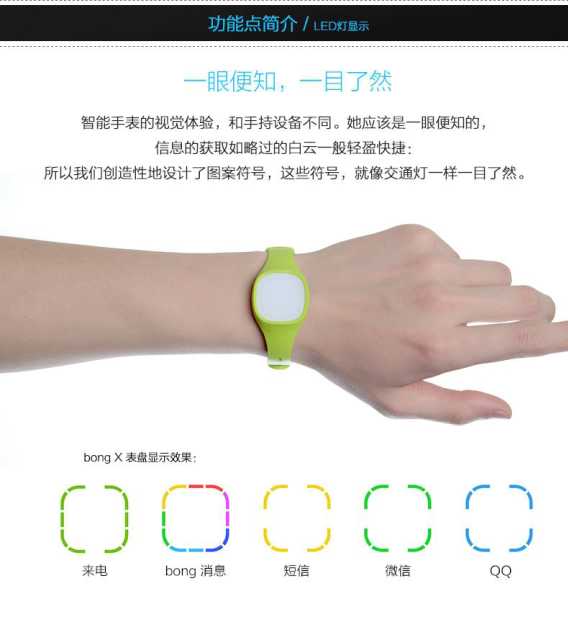 功能点简介 / LED灯显示
一眼便知，一目了然
智能手表的视觉体验，和手持设备不同。她应该是一眼便知的，
信息的获取如略过的白云一般轻盈快捷：
所以我们创造性地设计了图案符号，这些符号，就像交通灯一样一目了然。
bong X 表盘显示效果：
来电 bong 消息 短信 微信 QQ